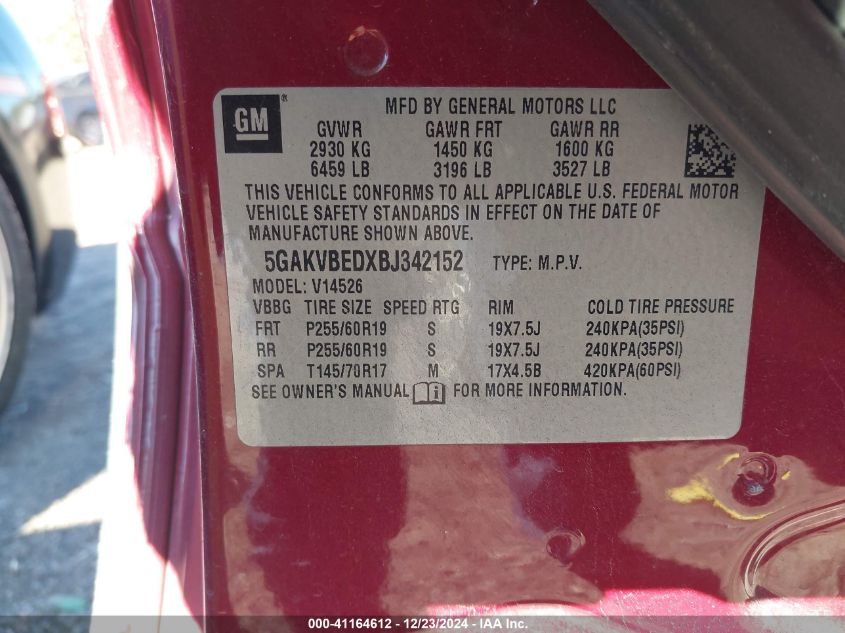 GM ®
MFD BY GENERAL MOTORS LLC
GVWR GAWR FRT GAWR RR
2930 KG 1450 KG 1600 KG
6459 LB 3196 LB 3527 LB
THIS VEHICLE CONFORMS TO ALL APPLICABLE U.S. FEDERAL MOTOR
VEHICLE SAFETY STANDARDS IN EFFECT ON THE DATE OF
MANUFACTURE SHOWN ABOVE.
5GAKVBEDXBJ342152 TYPE: M.P.V.
MODEL: V14526
VBBG TIRE SIZE SPEED RTG RIM COLD TIRE PRESSURE
FRT P255/60R19 S 19X7.5J 240KPA(35PSI)
RR P255/60R19 S 19X7.5J 240KPA(35PSI)
SPA T145/70R17 M 17X4.5B 420KPA(60PSI)
SEE OWNER'S MANUAL FOR MORE INFORMATION.
000-41164612 - 12/23/2024 - IAA Inc.